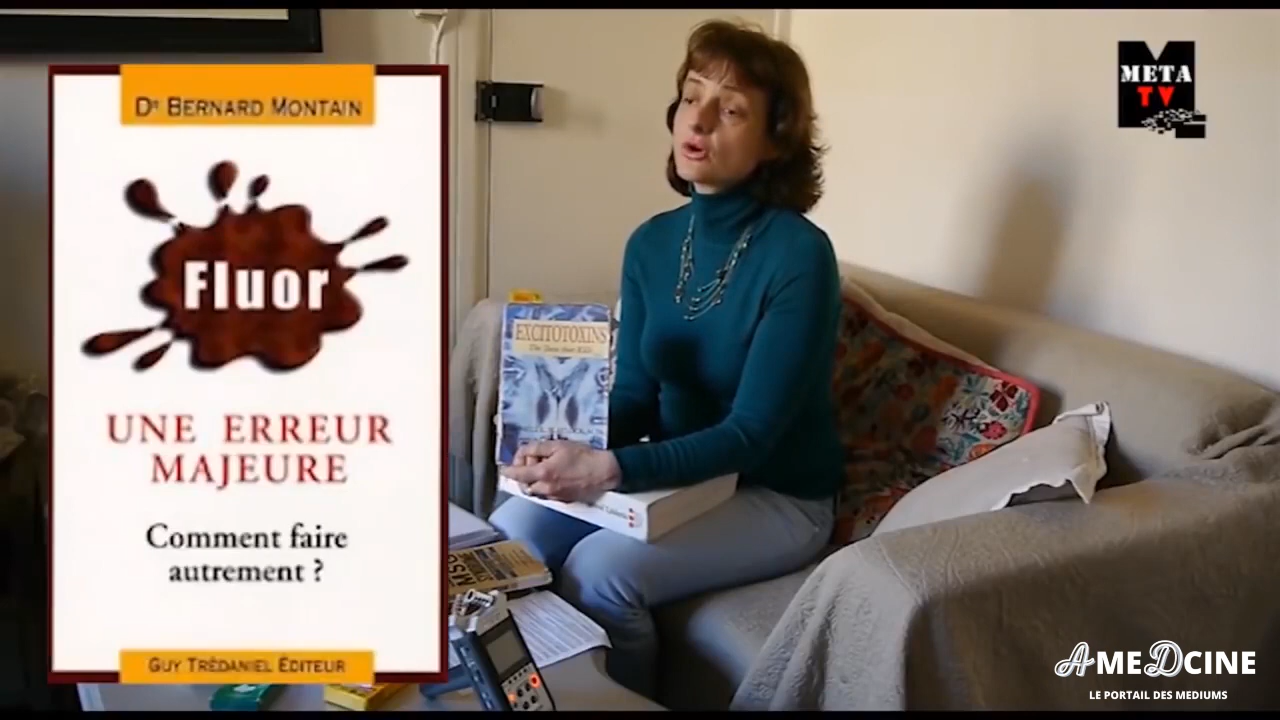 Dr BERNARD MONTAIN
Fluor
UNE ERREUR
MAJEURE
Comment faire
autrement ?
GUY TRÉDANIEL ÉDITEUR
EXCITOTOXINS
The Taste that Kills
MSG
META
TV
AMEDCINE
LE PORTAIL DES MEDIUMS